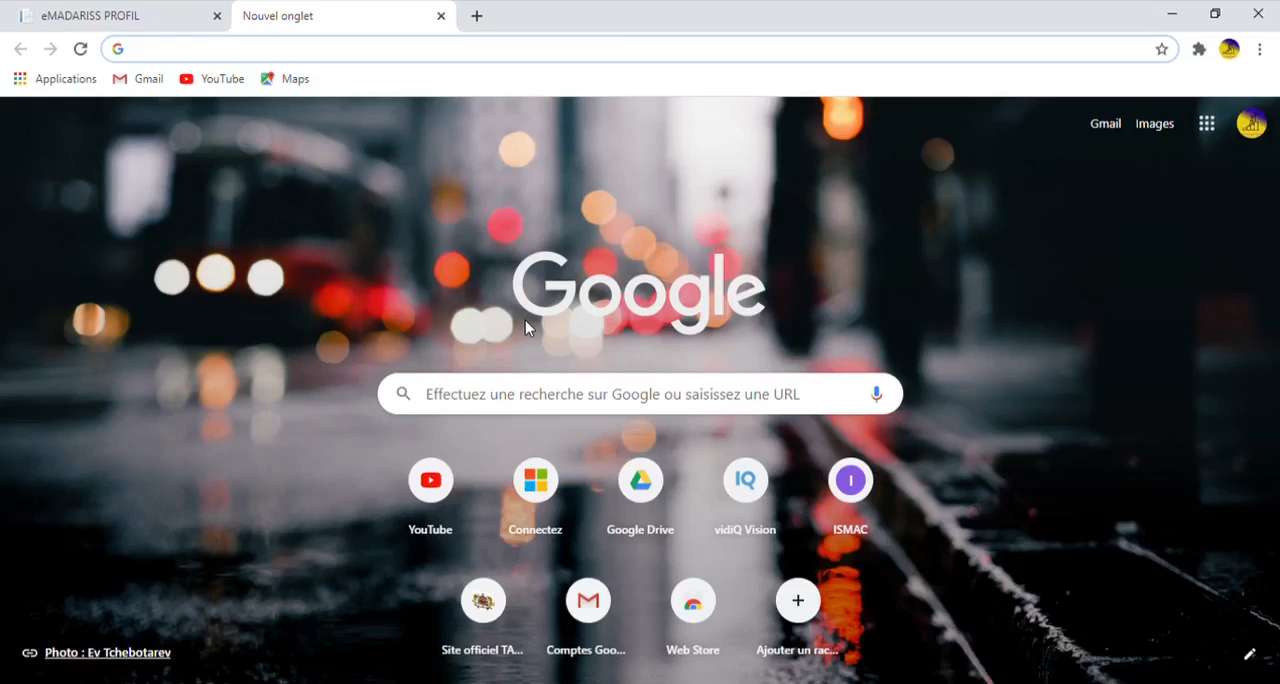 eMADARISS PROFIL
Nouvel onglet
Applications
Gmail
YouTube
Maps
Gmail
Images
Google
Effectuez une recherche sur Google ou saisissez une URL
YouTube
Connectez
Google Drive
IQ
vidiQ Vision
I
ISMAC
Site officiel TA...
Comptes Goo...
Web Store
Ajouter un rac...
Photo : Ev Tchebotarev